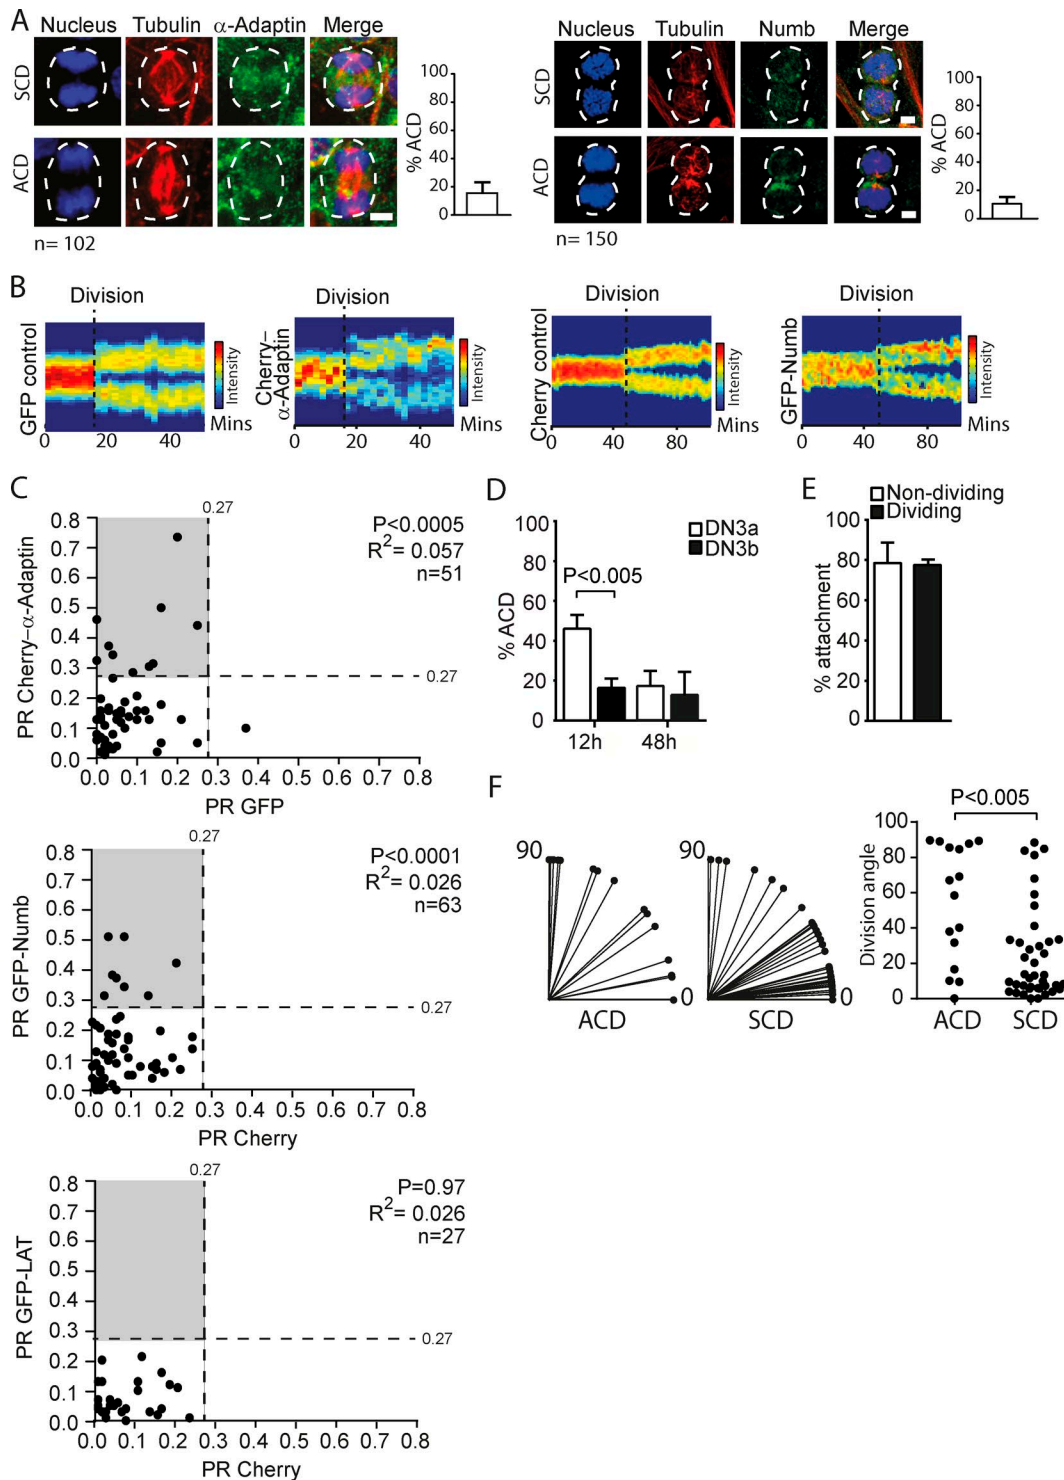 A
Nucleus Tubulin α-Adaptin Merge
SCD
ACD
n= 102
100
80
60
40
20
0
% ACD
Nucleus Tubulin Numb Merge
SCD
ACD
n= 150
100
80
60
40
20
0
% ACD
B
Division
GFP control
Intensity
Mins
0 20 40
Division
Cherry–
α-Adaptin
Intensity
Mins
0 20 40
Division
Cherry control
Intensity
Mins
0 40 80
Division
GFP-Numb
Intensity
Mins
0 40 80
C
0.27
P<0.0005
R2= 0.057
n=51
0.8
0.7
0.6
0.5
0.4
0.3
0.2
0.1
0.0
0.27
PR Cherry–α-Adaptin
0.0 0.1 0.2 0.3 0.4 0.5 0.6 0.7 0.8
PR GFP
0.27
P<0.0001
R2= 0.026
n=63
0.8
0.7
0.6
0.5
0.4
0.3
0.2
0.1
0.0
0.27
PR GFP-Numb
0.0 0.1 0.2 0.3 0.4 0.5 0.6 0.7 0.8
PR Cherry
0.27
P=0.97
R2= 0.026
n=27
0.8
0.7
0.6
0.5
0.4
0.3
0.2
0.1
0.0
0.27
PR GFP-LAT
0.0 0.1 0.2 0.3 0.4 0.5 0.6 0.7 0.8
PR Cherry
D
DN3a
DN3b
P<0.005
100
80
60
40
20
0
% ACD
12h 48h
E
Non-dividing
Dividing
100
80
60
40
20
0
% attachment
F
90
0
ACD
90
0
SCD
P<0.005
100
80
60
40
20
0
Division angle
ACD SCD